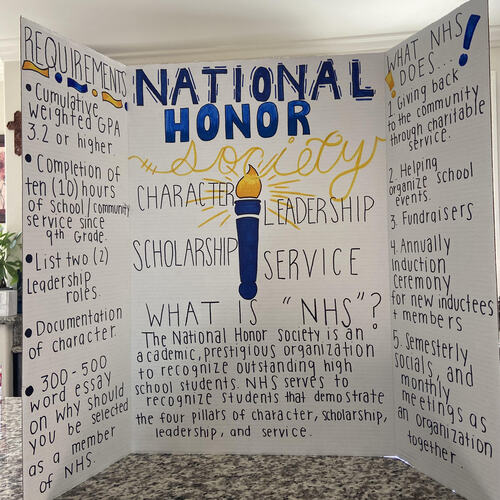 REQUIREMENTS
• Cumulative
weighted GPA
3.2 or higher.
• Completion of
ten (10) hours
of school/community
service since
9th Grade.
• List two (2)
Leadership
roles.
• Documentation
of character.
• 300-500
word essay
on why should
you be selected
as a member
of NHS.
NATIONAL
HONOR
Society
CHARACTER LEADERSHIP
SCHOLARSHIP SERVICE
WHAT IS "NHS"?
The National Honor Society is an
academic, prestigious organization
to recognize outstanding high
school students. NHS serves to
recognize students that demostrate
the four pillars of character, scholarship,
leadership, and service.
WHAT NHS
DOES...
1. Giving back
to the community
through charitable
service.
2. Helping
organize school
events.
3. Fundraisers
4. Annually
Induction
Ceremony
for new inductees
+ members
5. Semesterly
socials, and
monthly
meetings as
an organization
together.